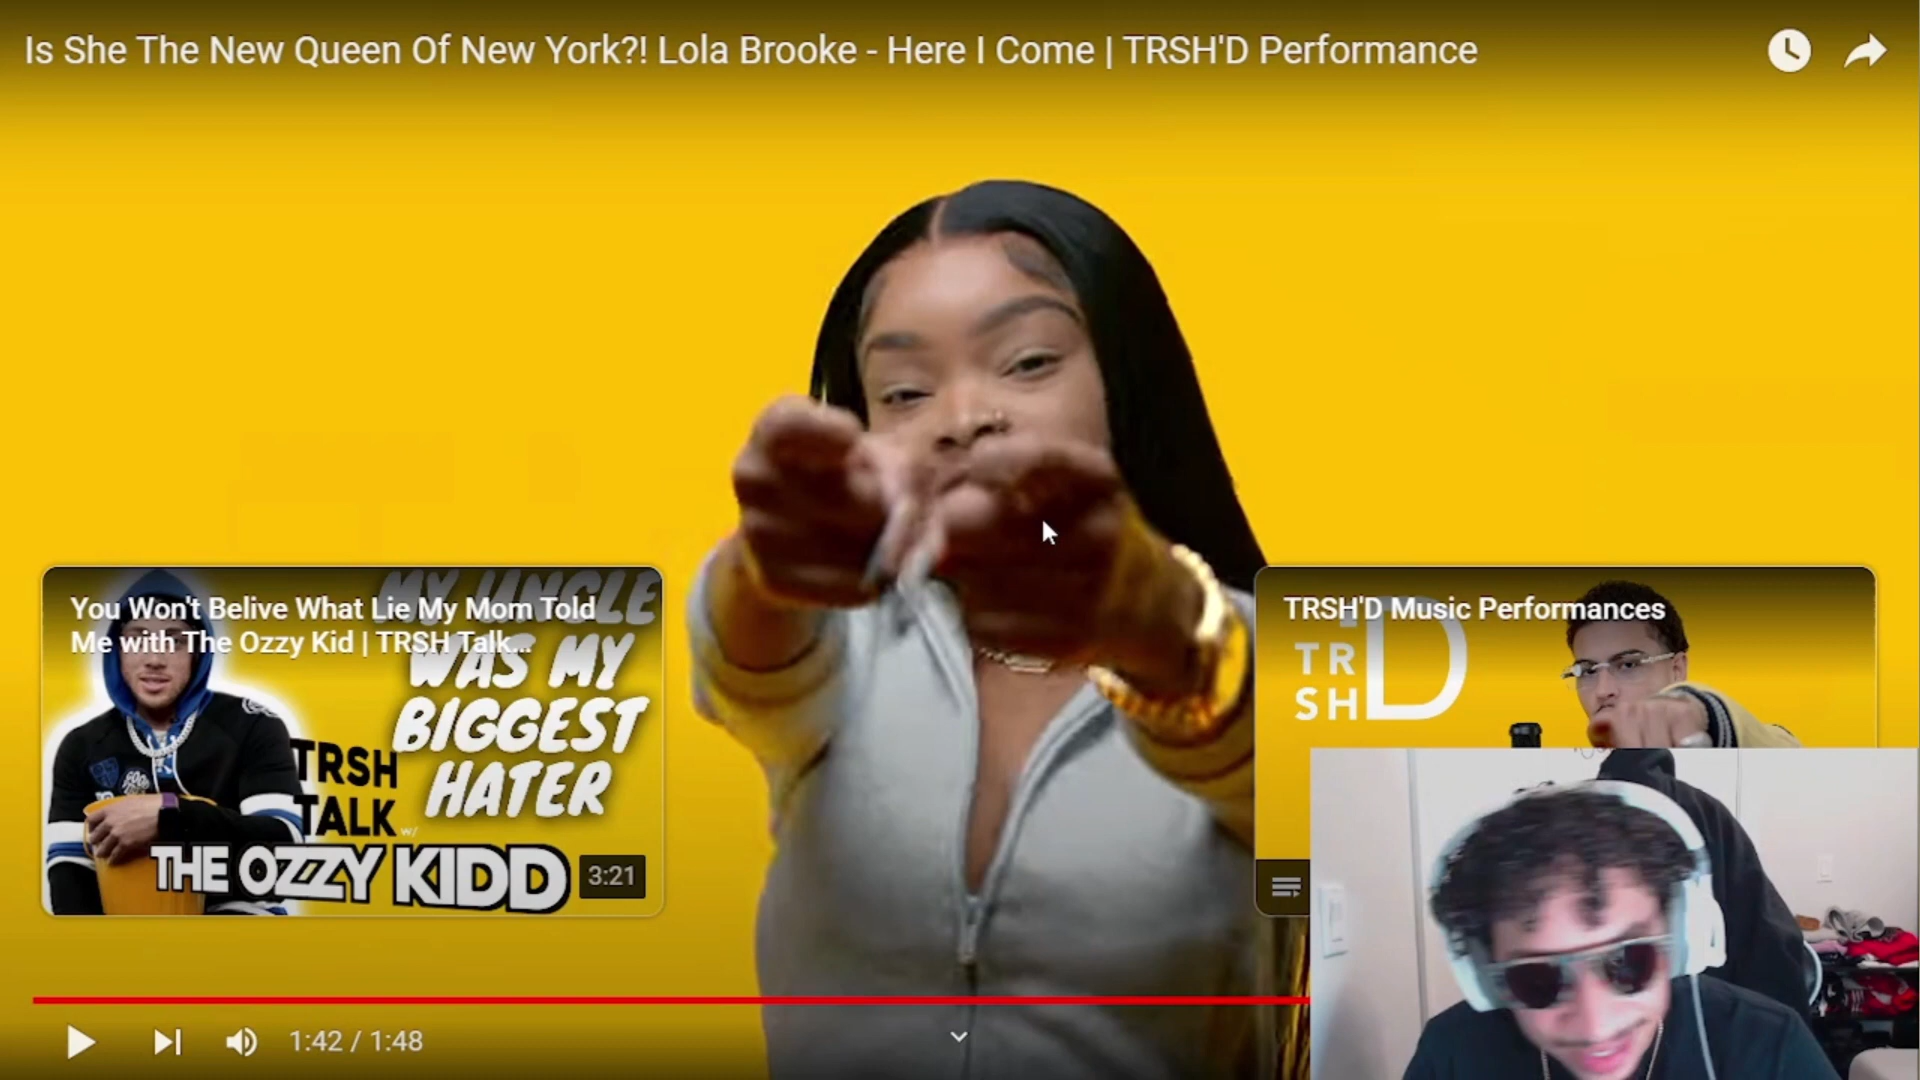 Is She The New Queen Of New York?! Lola Brooke - Here I Come | TRSH'D Performance
You Won't Belive What Lie My Mom Told
Me with The Ozzy Kid | TRSH Talk...
MY UNCLE
WAS MY
BIGGEST
HATER
TRSH
TALK
w/
THE OZZY KIDD
3:21
TRSH'D Music Performances
TR
SH
'D
1:42 / 1:48